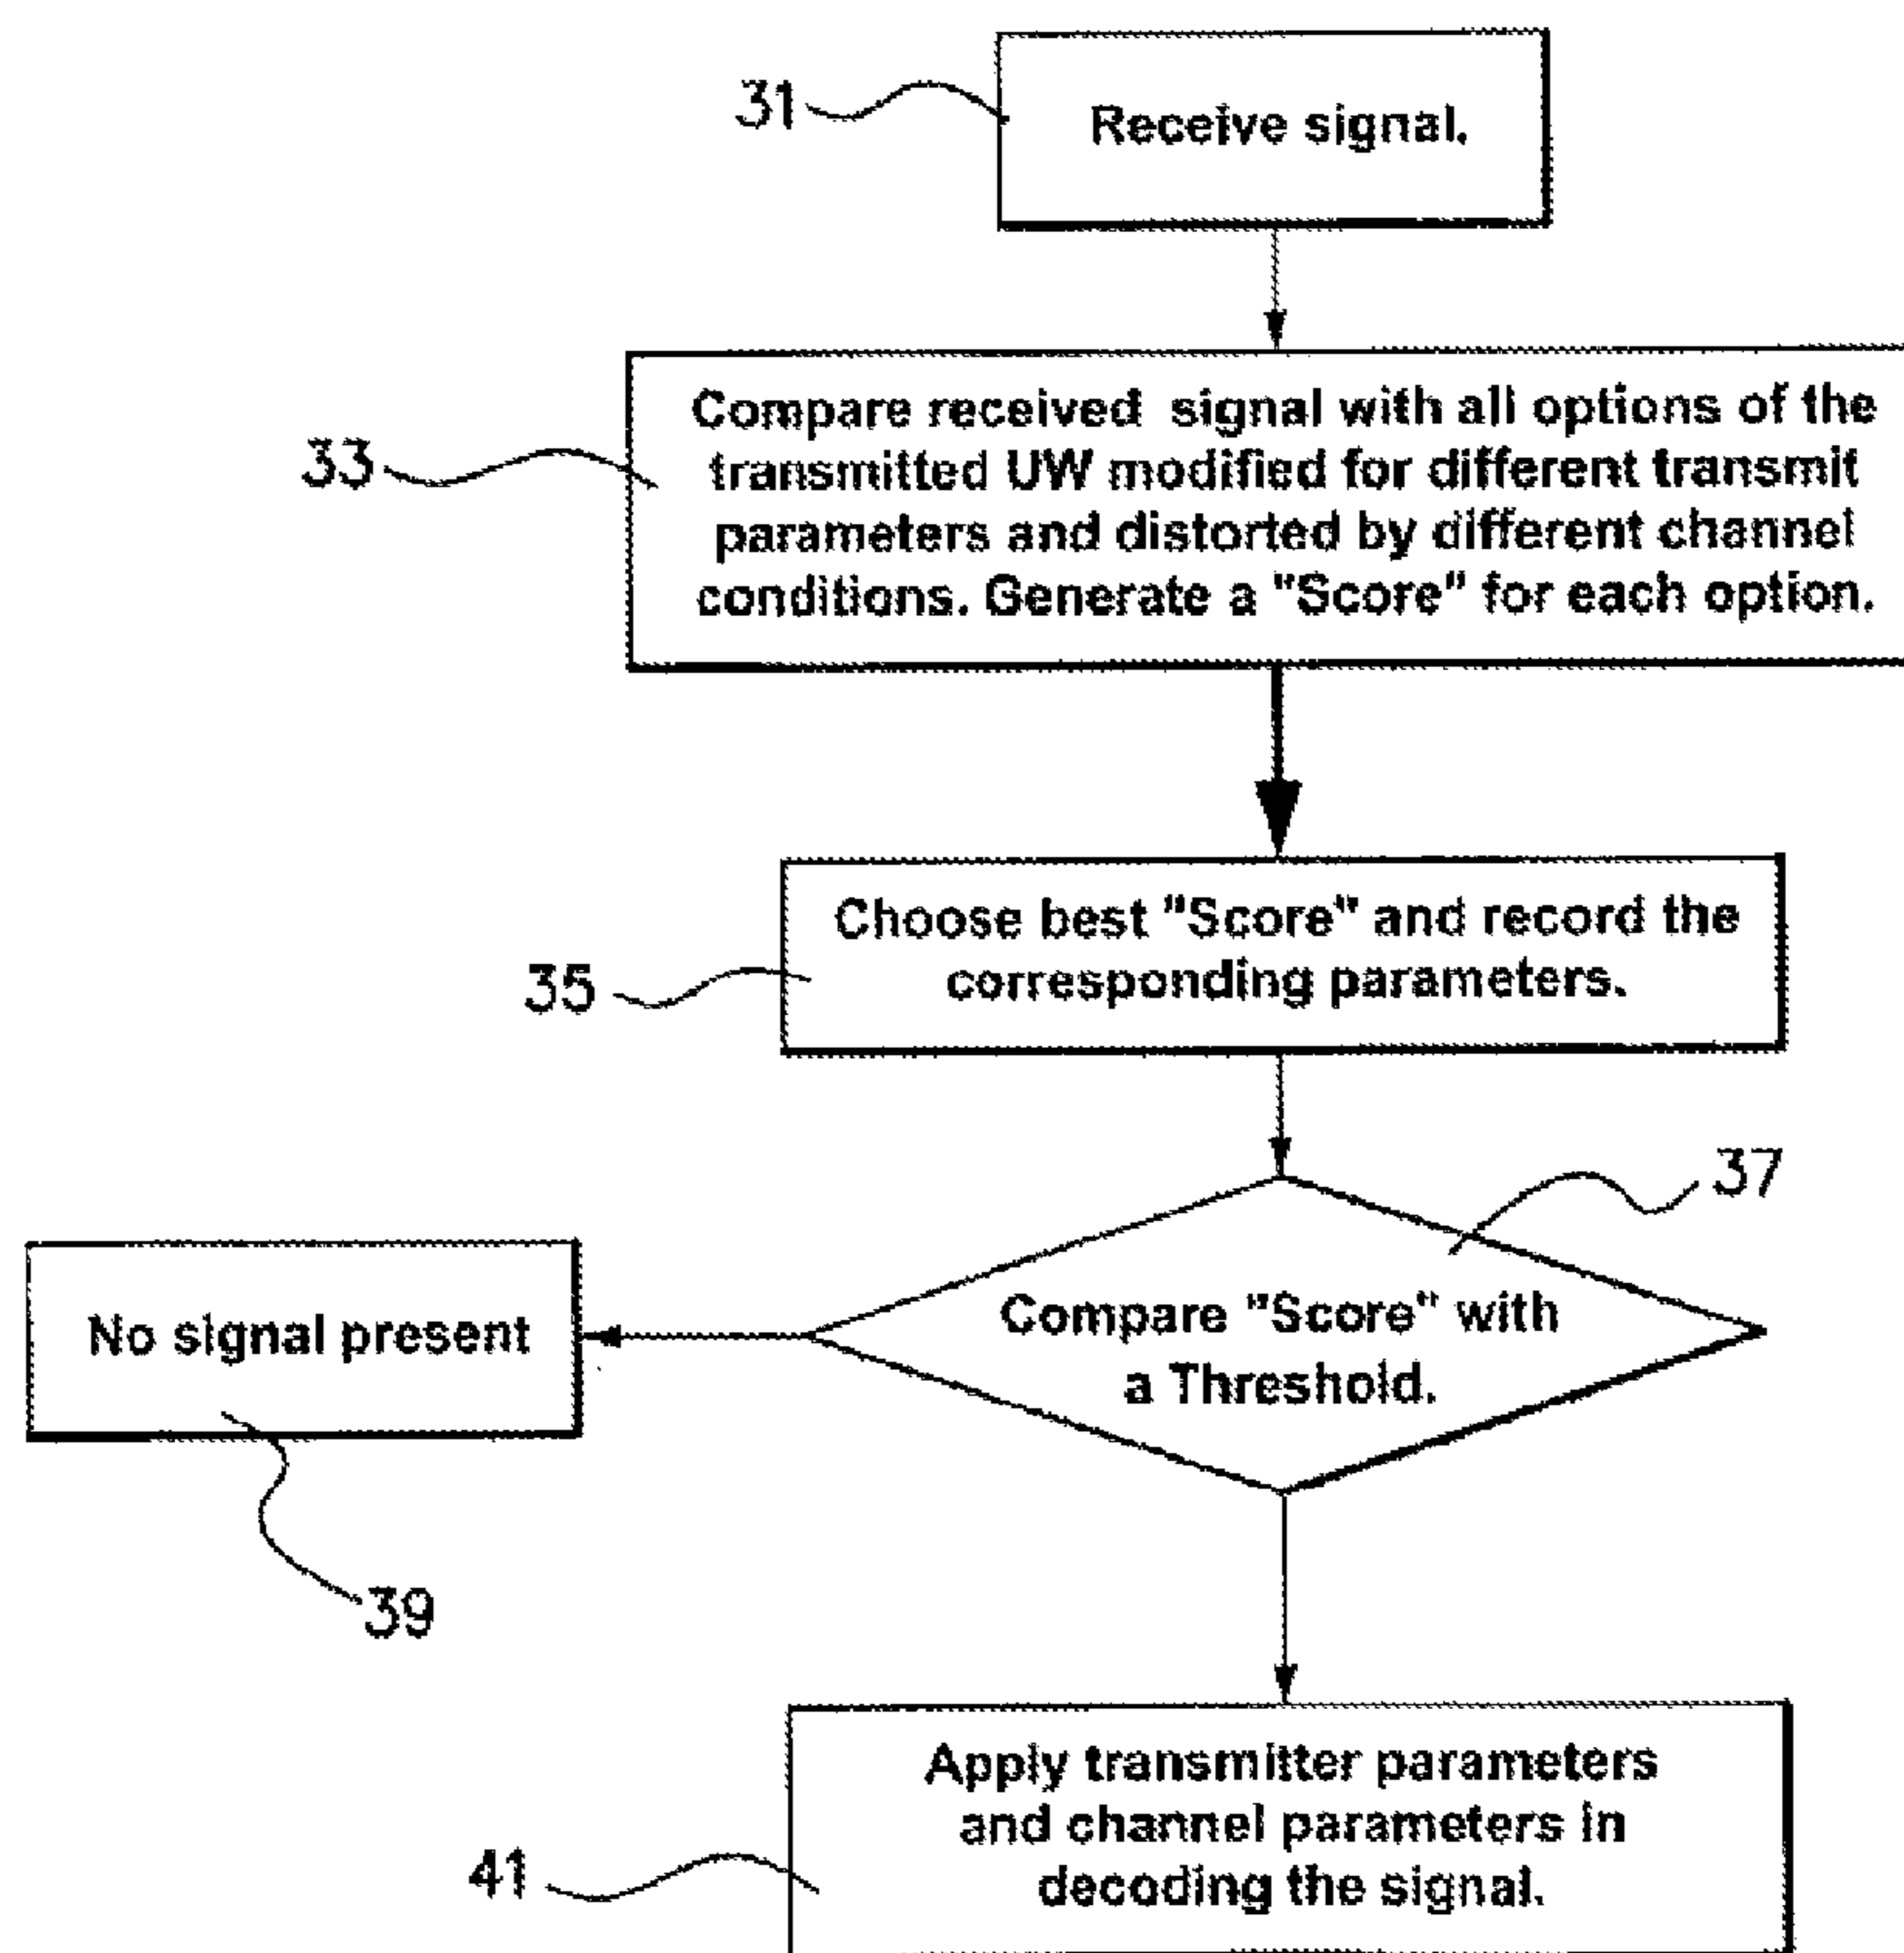 31
Receive signal.
33
Compare received signal with all options of the
transmitted UW modified for different transmit
parameters and distorted by different channel
conditions. Generate a "Score" for each option.
35
Choose best "Score" and record the
corresponding parameters.
37
Compare "Score" with
a Threshold.
No signal present
39
41
Apply transmitter parameters
and channel parameters in
decoding the signal.